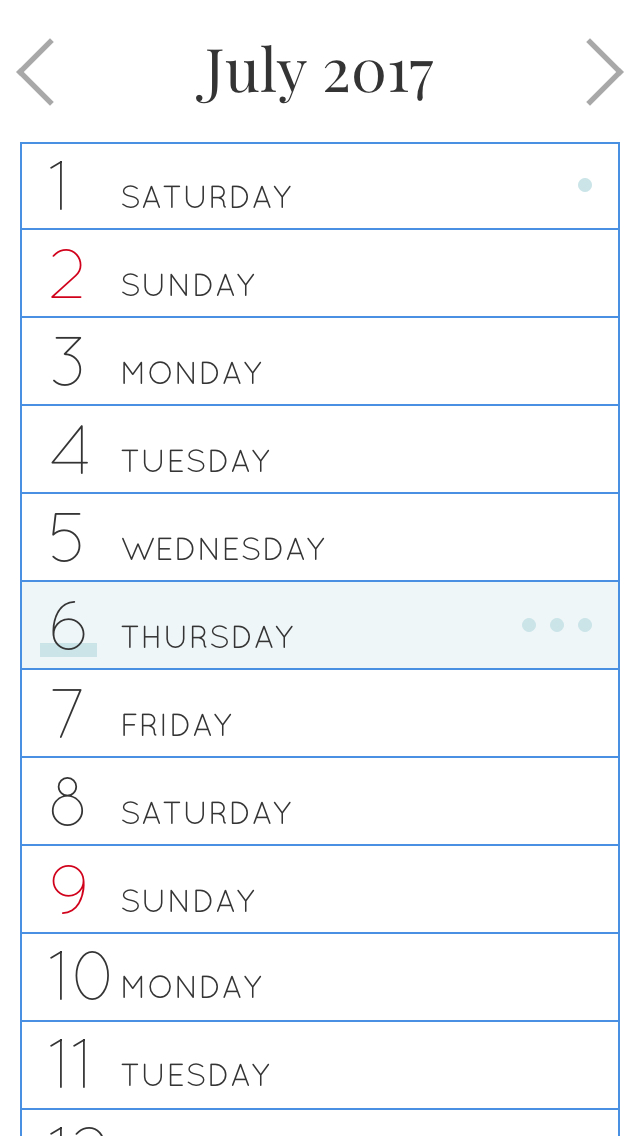 July 2017
1 SATURDAY
2 SUNDAY
3 MONDAY
4 TUESDAY
5 WEDNESDAY
6 THURSDAY
7 FRIDAY
8 SATURDAY
9 SUNDAY
10 MONDAY
11 TUESDAY